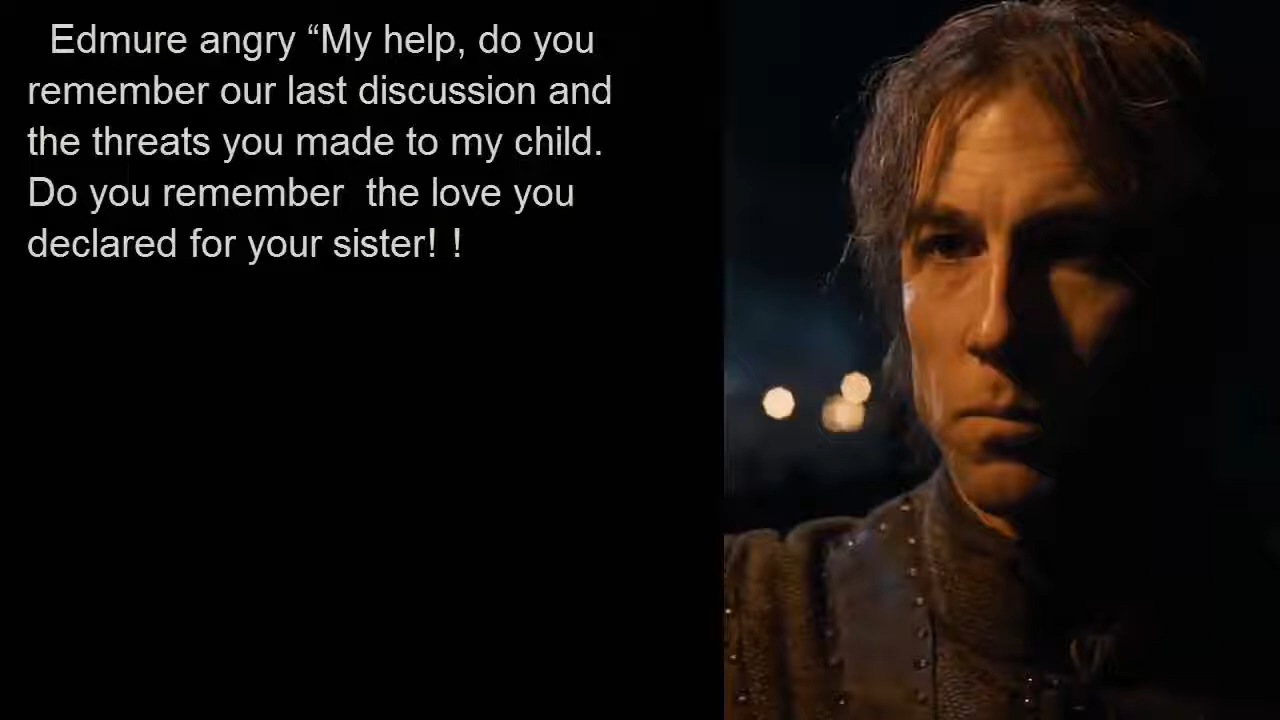 Edmure angry “My help, do you
remember our last discussion and
the threats you made to my child.
Do you remember  the love you
declared for your sister! !